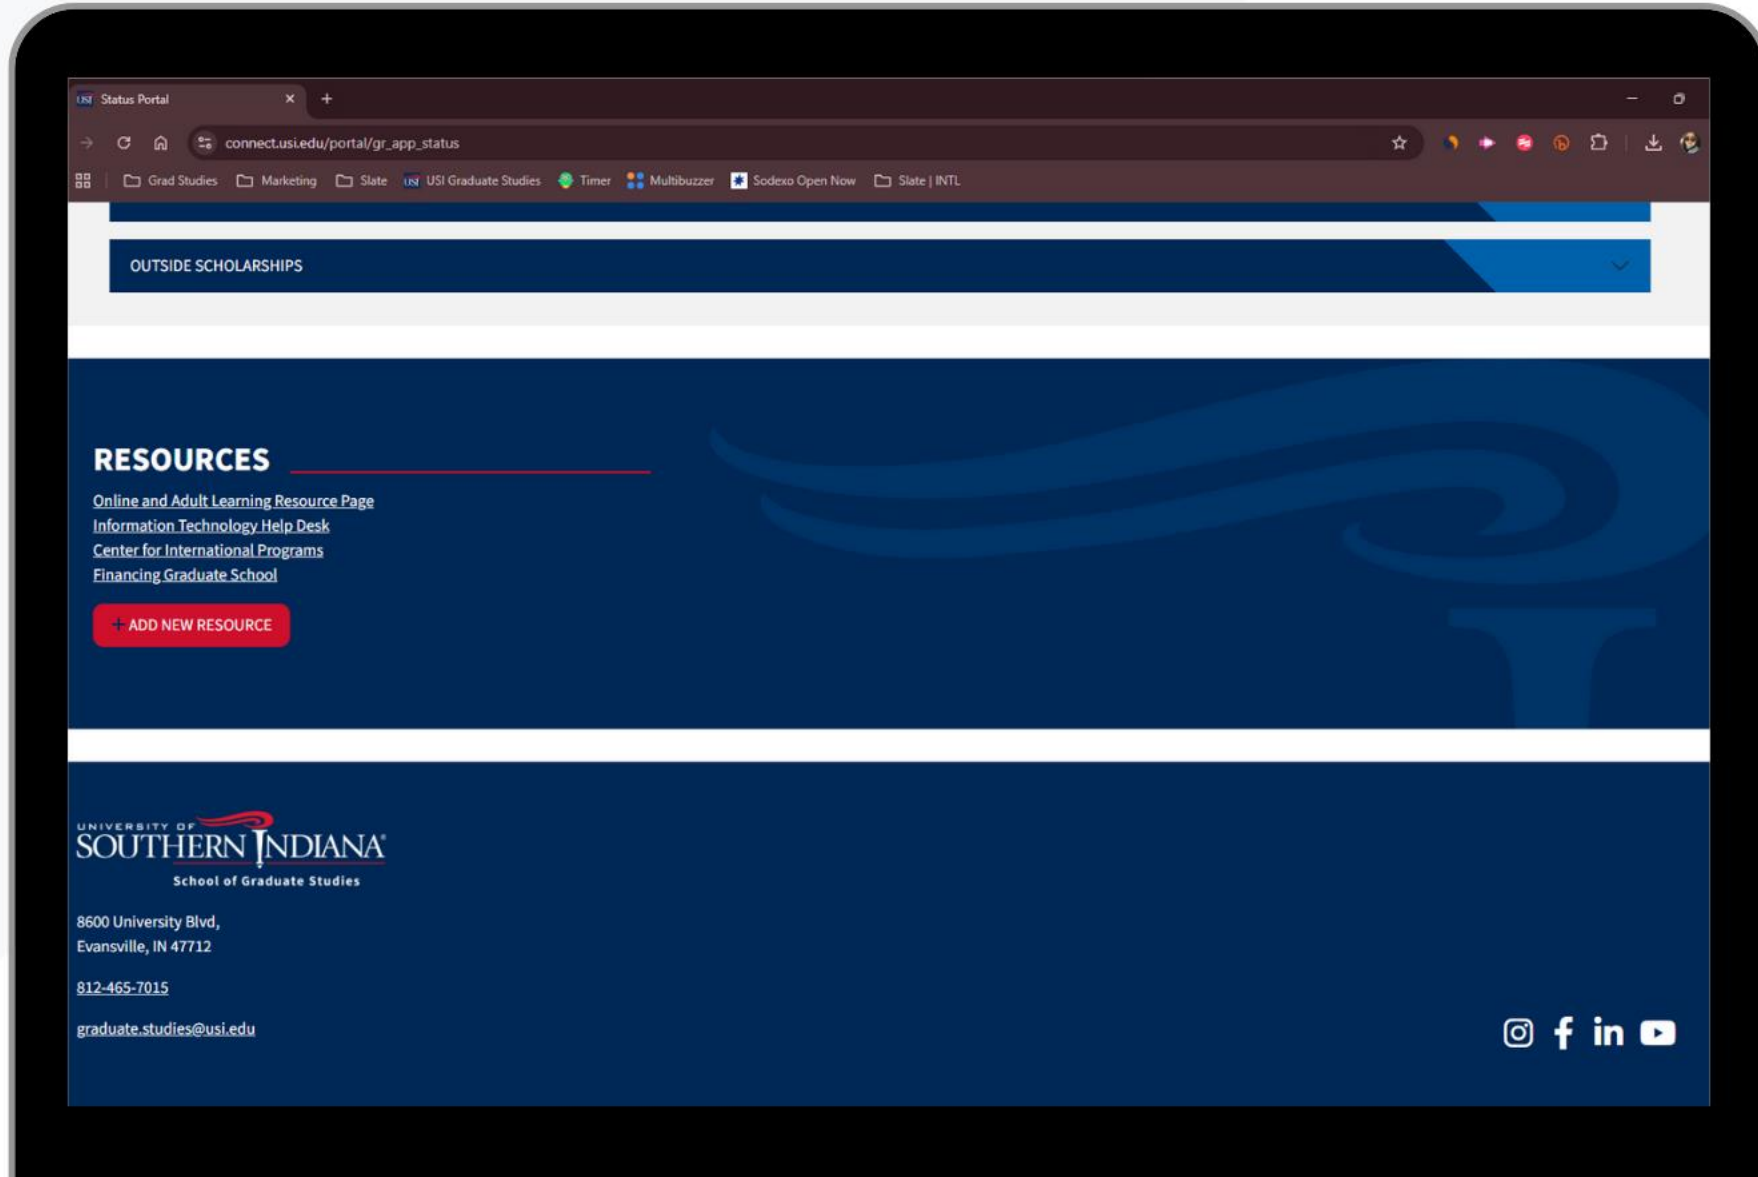 USI Status Portal
connect.usi.edu/portal/gr_app_status
Grad Studies Marketing Slate USI USI Graduate Studies Timer Multibuzzer Sodexo Open Now Slate | INTL
OUTSIDE SCHOLARSHIPS
RESOURCES
Online and Adult Learning Resource Page
Information Technology Help Desk
Center for International Programs
Financing Graduate School
+ ADD NEW RESOURCE
UNIVERSITY OF
SOUTHERN INDIANA®
School of Graduate Studies
8600 University Blvd,
Evansville, IN 47712
812-465-7015
graduate.studies@usi.edu